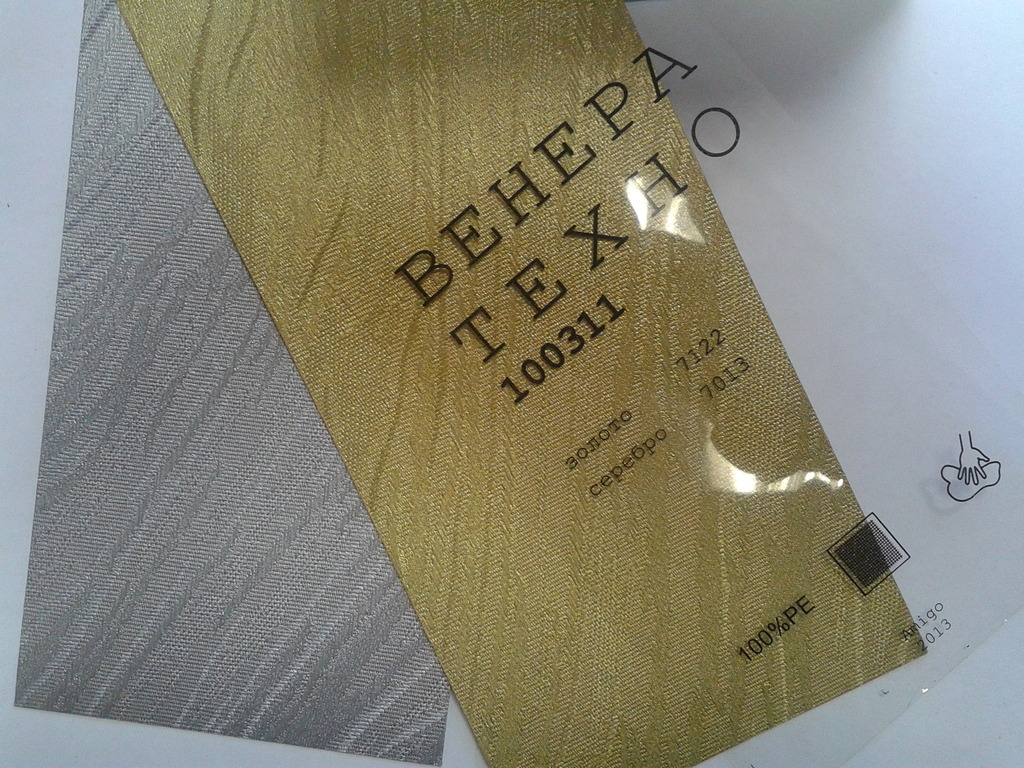 ВЕНЕРА
ТЕХНО
100311
золото 7122
серебро 7013
100%PE
Amigo
2013